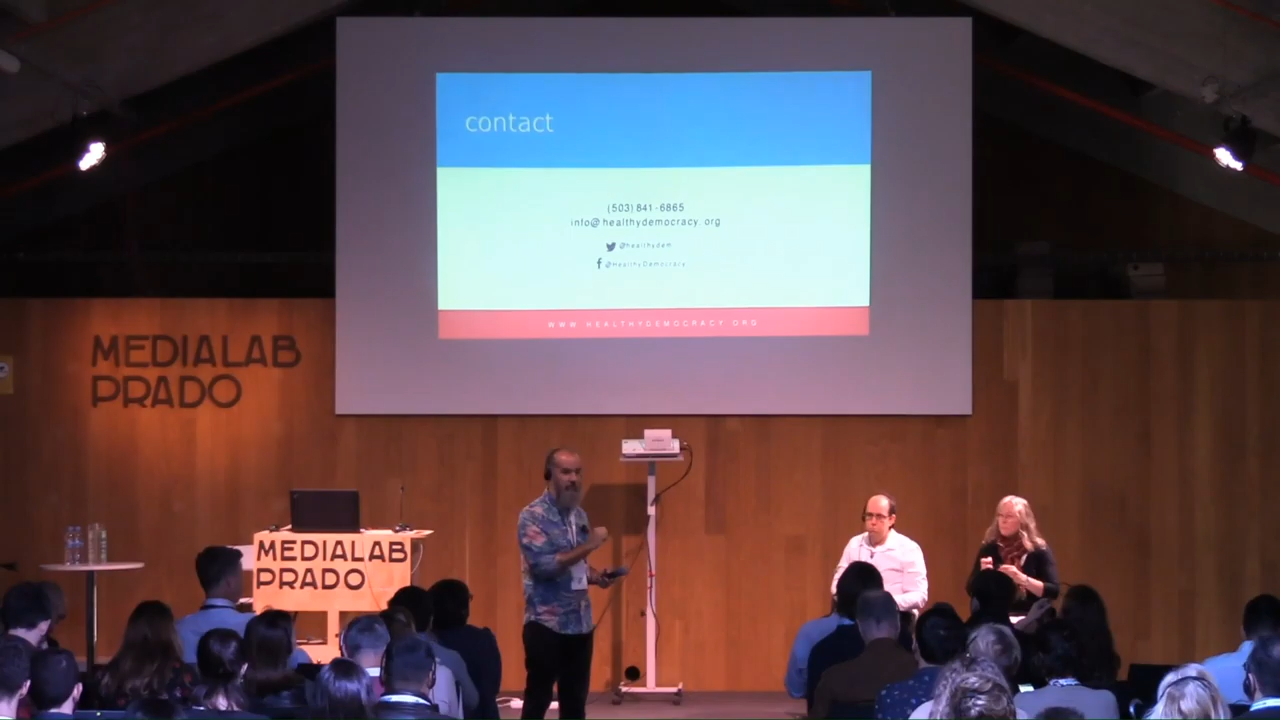 contact
(503) 841-6865
info@healthydemocracy.org
@healthydem
@HealthyDemocracy
WWW.HEALTHYDEMOCRACY.ORG
MEDIALAB
PRADO
MEDIALAB
PRADO